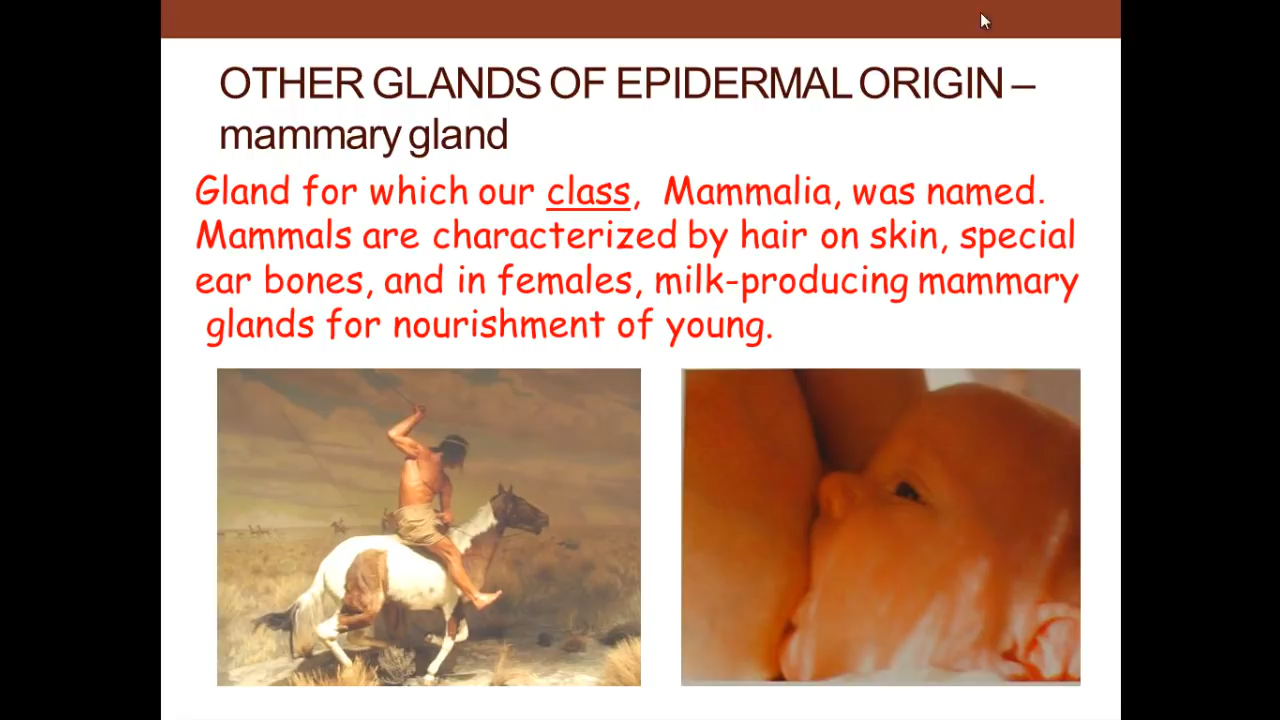 OTHER GLANDS OF EPIDERMAL ORIGIN –
mammary gland
Gland for which our class, Mammalia, was named.
Mammals are characterized by hair on skin, special
ear bones, and in females, milk-producing mammary
glands for nourishment of young.